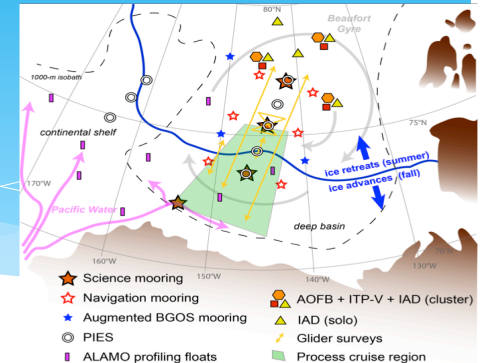 80°N
Beaufort
Gyre
1000-m isobath
75°N
continental shelf
ice retreats (summer)
ice advances (fall)
170°W
Pacific Water
deep basin
160°W
150°W
140°W
130°W
Science mooring
Navigation mooring
Augmented BGOS mooring
PIES
ALAMO profiling floats
AOFB + ITP-V + IAD (cluster)
IAD (solo)
Glider surveys
Process cruise region